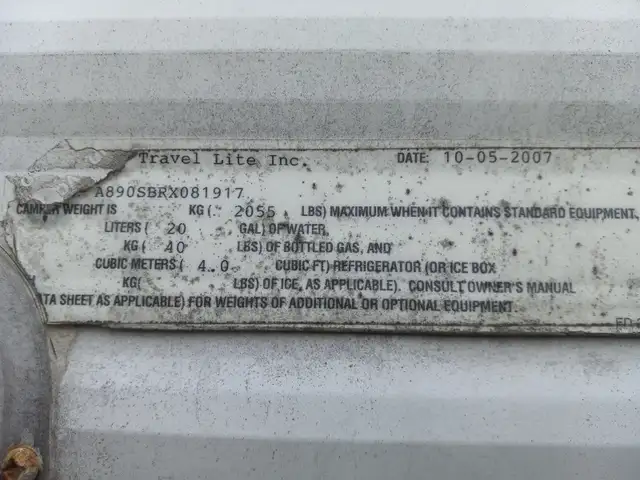 Travel Lite Inc. DATE: 10-05-2007
A890SBRX081917
CAMPER WEIGHT IS KG (. 2055 LBS) MAXIMUM WHEN IT CONTAINS STANDARD EQUIPMENT,
LITERS ( 20 GAL) OF WATER,
KG ( 40 LBS) OF BOTTLED GAS, AND
CUBIC METERS ( 4.0 CUBIC FT) REFRIGERATOR (OR ICE BOX
KG( LBS) OF ICE, AS APPLICABLE). CONSULT OWNER'S MANUAL
ATA SHEET AS APPLICABLE) FOR WEIGHTS OF ADDITIONAL OR OPTIONAL EQUIPMENT.